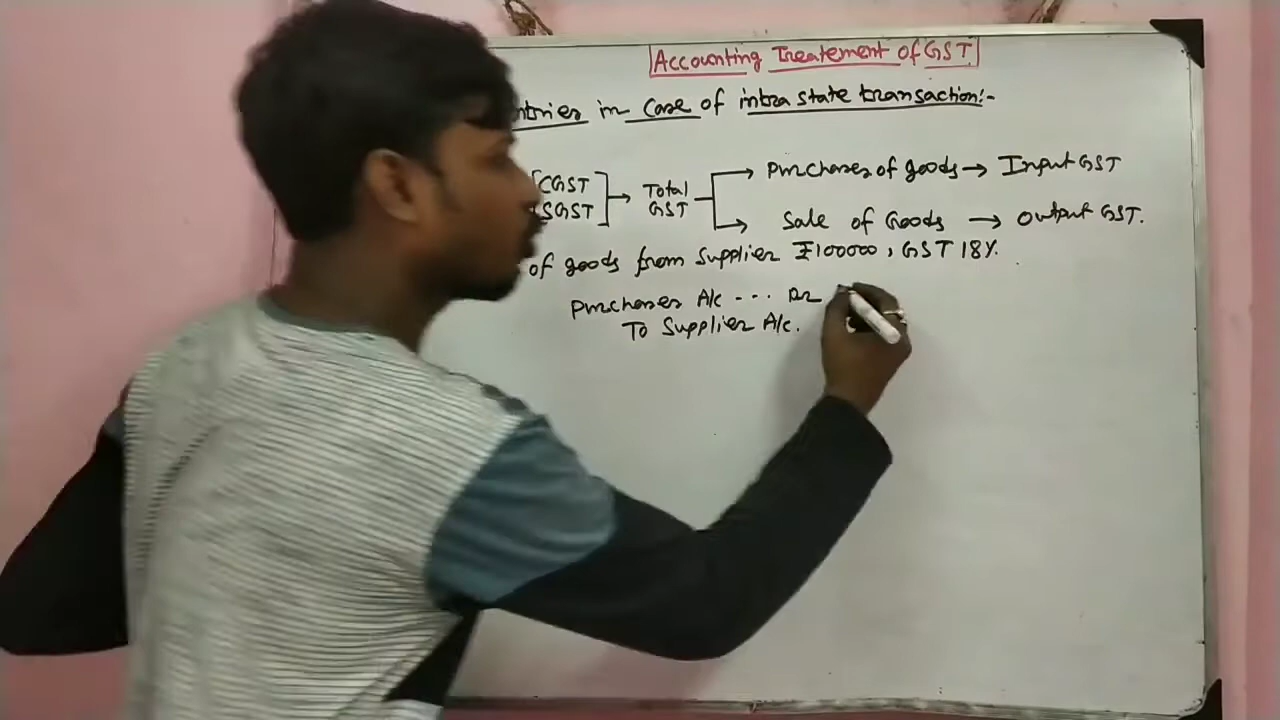 Accounting Treatement of GST
ntries in Case of intra state transaction:-
CGST
SGST
Total GST
Purchases of goods → Input GST
Sale of Goods → Output GST.
of goods from Supplier ₹100000, GST 18%.
Purchases A/c --- Dr
To Supplier A/c.